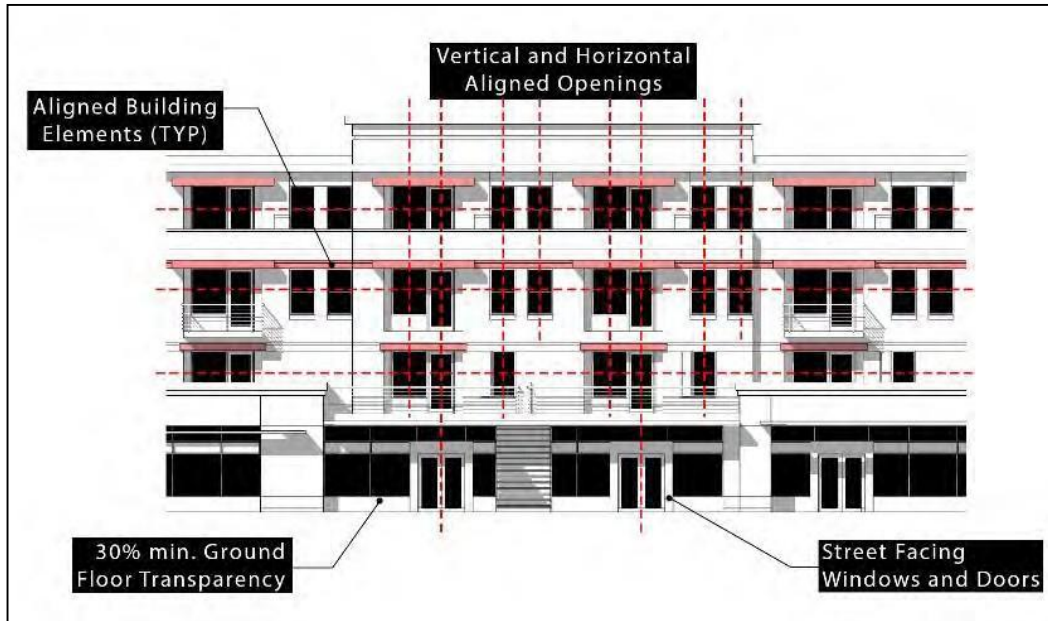 Vertical and Horizontal
Aligned Openings
Aligned Building
Elements (TYP)
30% min. Ground
Floor Transparency
Street Facing
Windows and Doors